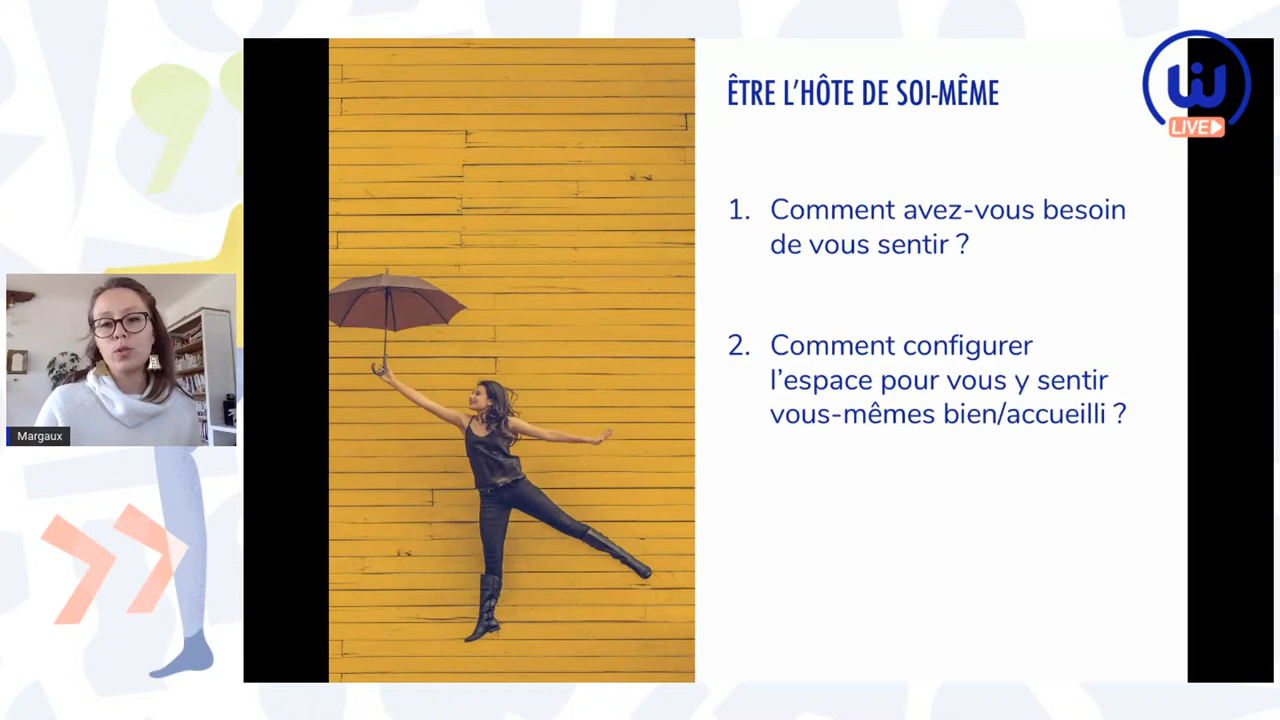 ÊTRE L'HÔTE DE SOI-MÊME
LIVE
1. Comment avez-vous besoin
de vous sentir ?
2. Comment configurer
l'espace pour vous y sentir
vous-mêmes bien/accueilli ?
Margaux